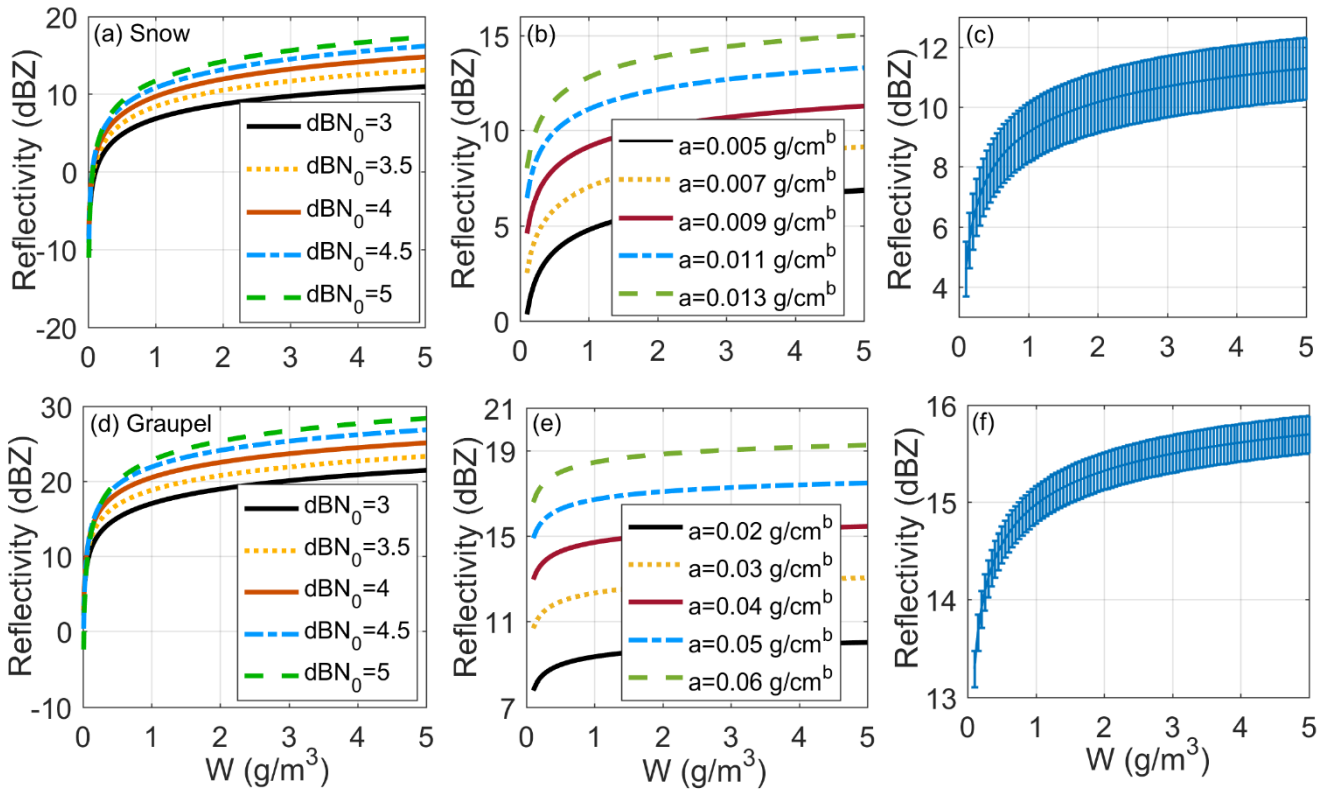 (a) Snow
Reflectivity (dBZ)
20
10
0
-10
-20
0 1 2 3 4 5
dBN₀=3
dBN₀=3.5
dBN₀=4
dBN₀=4.5
dBN₀=5
(b)
Reflectivity (dBZ)
15
10
5
0
0 1 2 3 4 5
a=0.005 g/cmᵇ
a=0.007 g/cmᵇ
a=0.009 g/cmᵇ
a=0.011 g/cmᵇ
a=0.013 g/cmᵇ
(c)
Reflectivity (dBZ)
12
10
8
6
4
0 1 2 3 4 5
(d) Graupel
Reflectivity (dBZ)
30
20
10
0
-10
0 1 2 3 4 5
W (g/m³)
dBN₀=3
dBN₀=3.5
dBN₀=4
dBN₀=4.5
dBN₀=5
(e)
Reflectivity (dBZ)
21
19
15
11
7
0 1 2 3 4 5
W (g/m³)
a=0.02 g/cmᵇ
a=0.03 g/cmᵇ
a=0.04 g/cmᵇ
a=0.05 g/cmᵇ
a=0.06 g/cmᵇ
(f)
Reflectivity (dBZ)
16
15
14
13
0 1 2 3 4 5
W (g/m³)